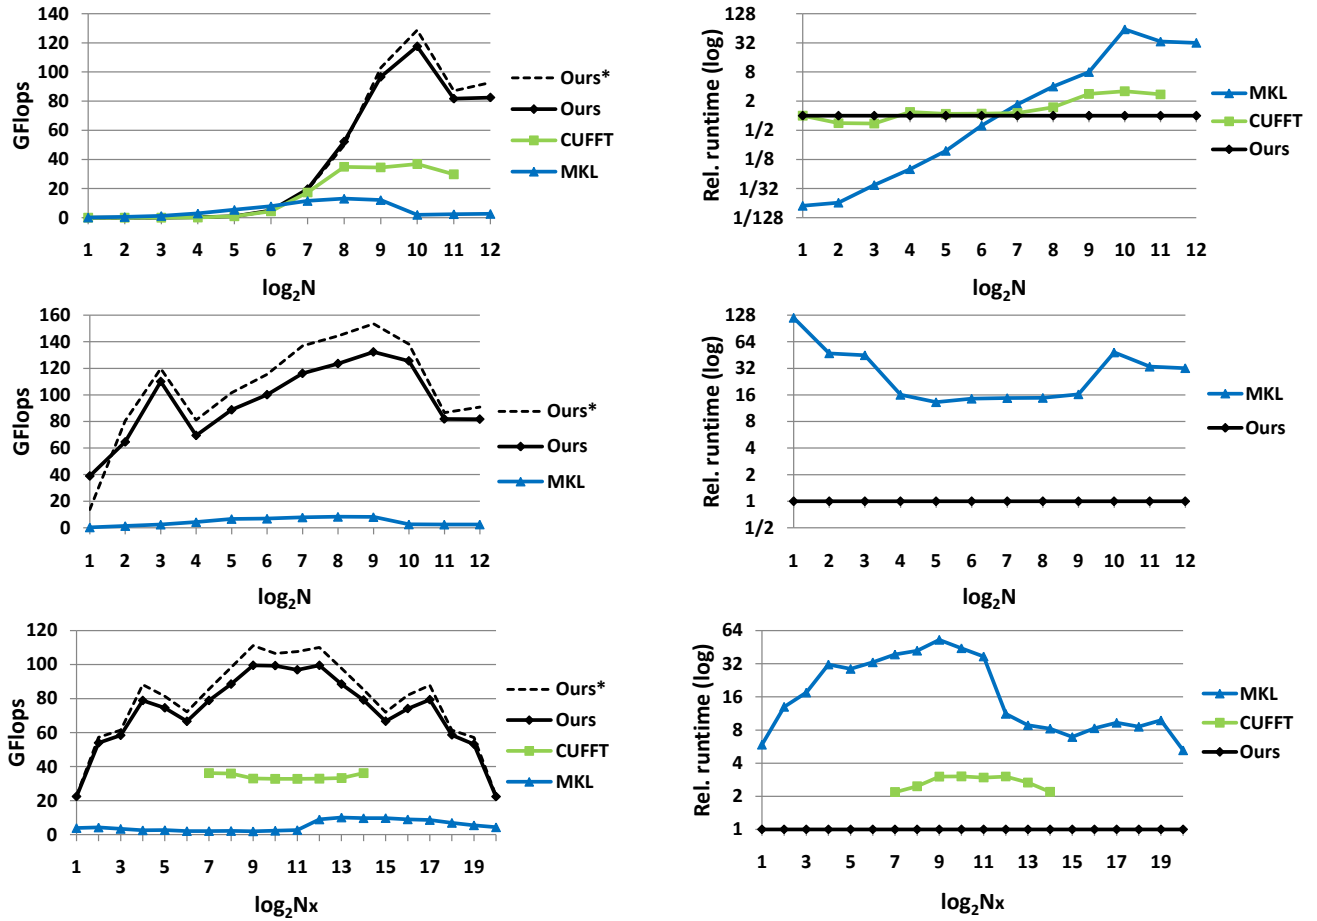 140
120
100
80
60
40
20
0
GFlops
1 2 3 4 5 6 7 8 9 10 11 12
log2N
Ours*
Ours
CUFFT
MKL
128
32
8
2
1/2
1/8
1/32
1/128
Rel. runtime (log)
1 2 3 4 5 6 7 8 9 10 11 12
log2N
MKL
CUFFT
Ours
160
140
120
100
80
60
40
20
0
GFlops
1 2 3 4 5 6 7 8 9 10 11 12
log2N
Ours*
Ours
MKL
128
64
32
16
8
4
2
1
1/2
Rel. runtime (log)
1 2 3 4 5 6 7 8 9 10 11 12
log2N
MKL
Ours
120
100
80
60
40
20
0
GFlops
1 3 5 7 9 11 13 15 17 19
log2Nx
Ours*
Ours
CUFFT
MKL
64
32
16
8
4
2
1
Rel. runtime (log)
1 3 5 7 9 11 13 15 17 19
log2Nx
MKL
CUFFT
Ours